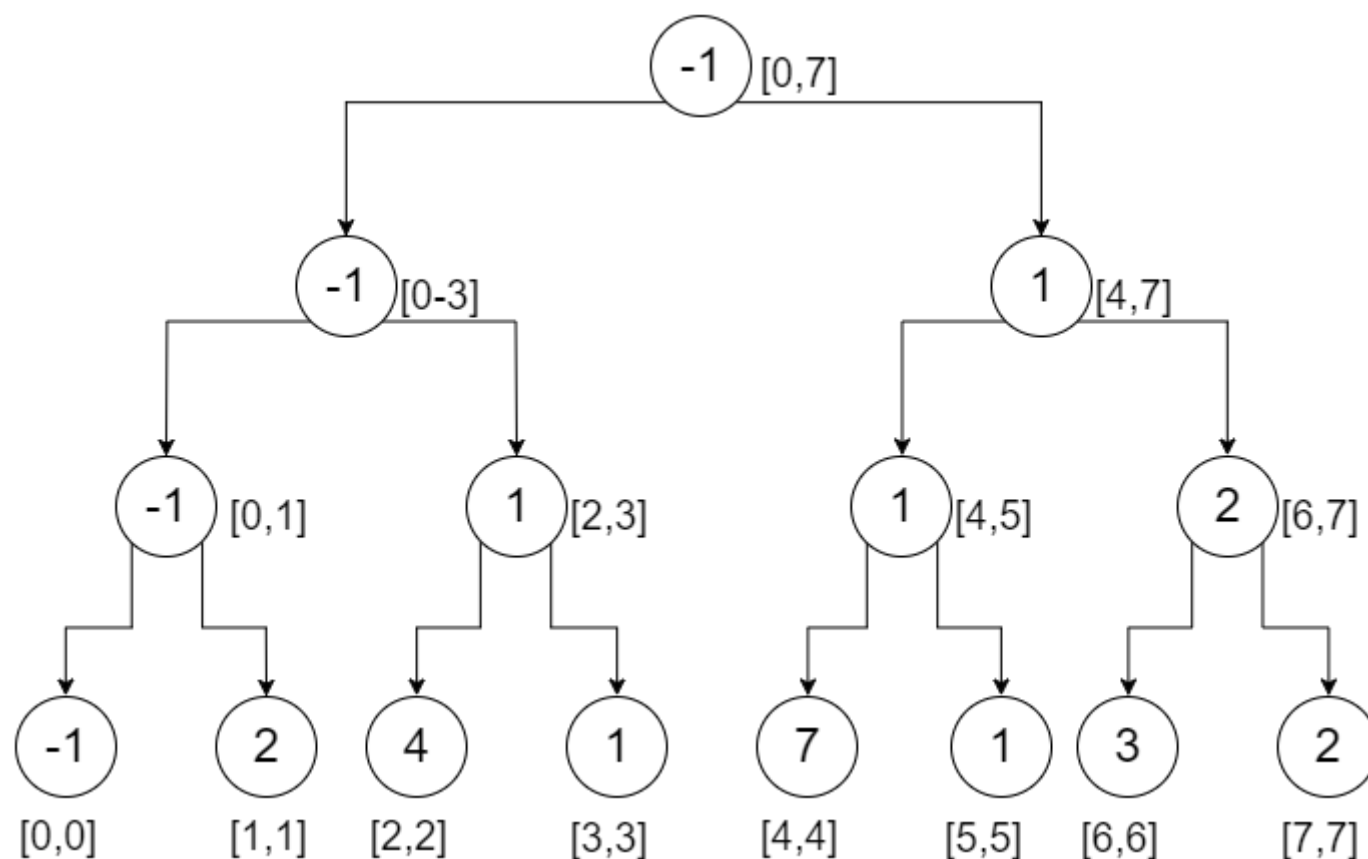 -1 [0,7]
-1 [0-3] 1 [4,7]
-1 [0,1] 1 [2,3] 1 [4,5] 2 [6,7]
-1 2 4 1 7 1 3 2
[0,0] [1,1] [2,2] [3,3] [4,4] [5,5] [6,6] [7,7]